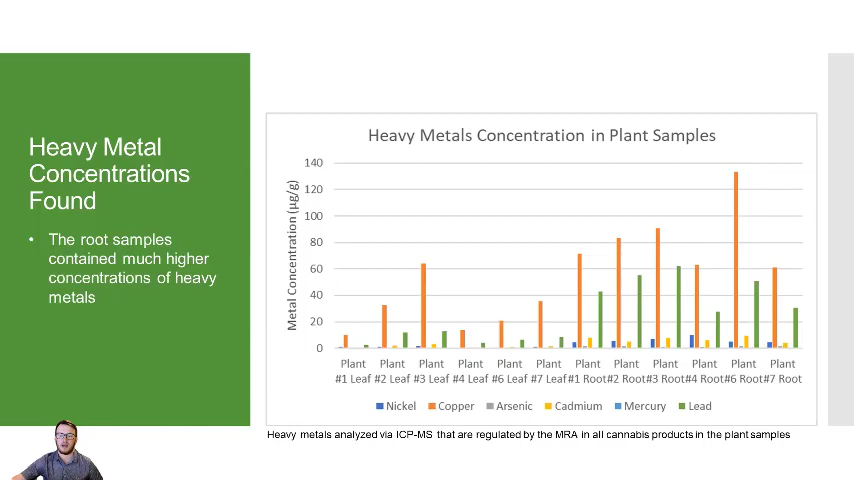 Heavy Metal
Concentrations
Found
• The root samples
contained much higher
concentrations of heavy
metals
Heavy Metals Concentration in Plant Samples
Metal Concentration (µg/g)
140
120
100
80
60
40
20
0
Plant Plant Plant Plant Plant Plant Plant Plant Plant Plant Plant Plant
#1 Leaf #2 Leaf #3 Leaf #4 Leaf #6 Leaf #7 Leaf #1 Root #2 Root #3 Root #4 Root #6 Root #7 Root
Nickel Copper Arsenic Cadmium Mercury Lead
Heavy metals analyzed via ICP-MS that are regulated by the MRA in all cannabis products in the plant samples